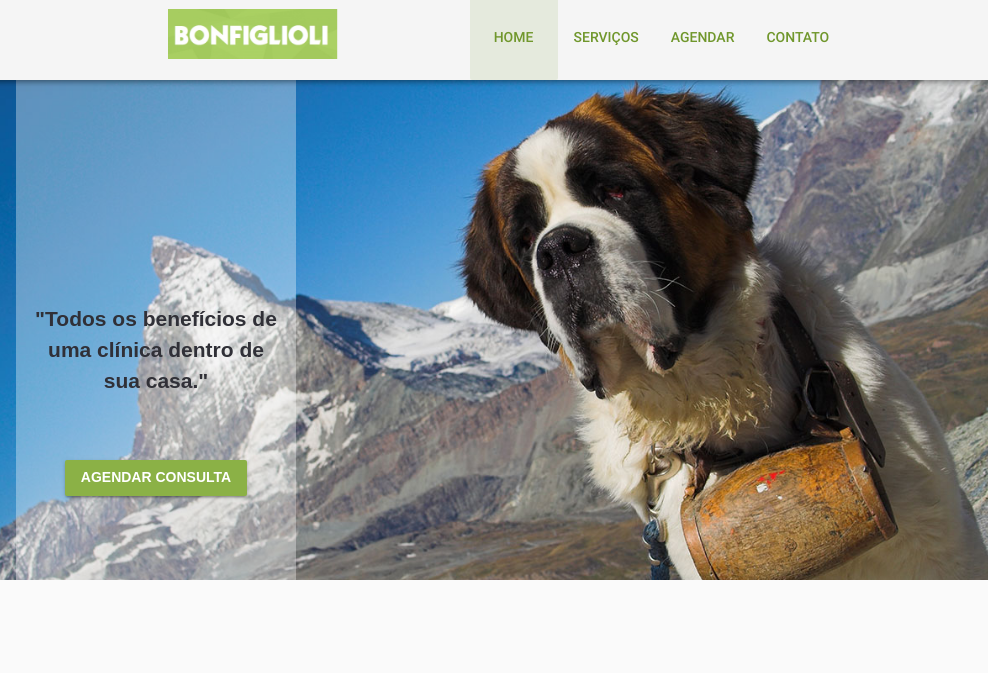 BONFIGLIOLI
HOME SERVIÇOS AGENDAR CONTATO
"Todos os benefícios de
uma clínica dentro de
sua casa."
AGENDAR CONSULTA